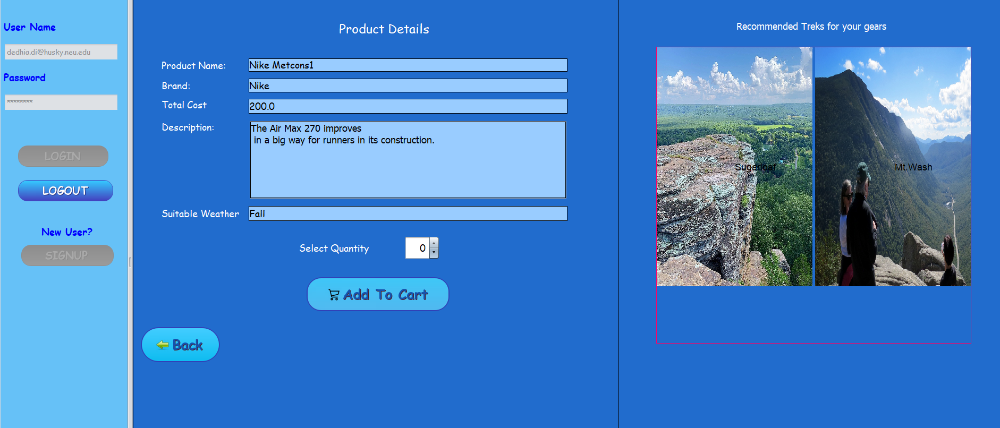 User Name
dedhia.di@husky.neu.edu
Password
********
LOGIN
LOGOUT
New User?
SIGNUP
Product Details
Product Name: Nike Metcons1
Brand: Nike
Total Cost 200.0
Description: The Air Max 270 improves
in a big way for runners in its construction.
Suitable Weather Fall
Select Quantity 0
Add To Cart
Back
Recommended Treks for your gears
Sugarloaf
Mt.Wash